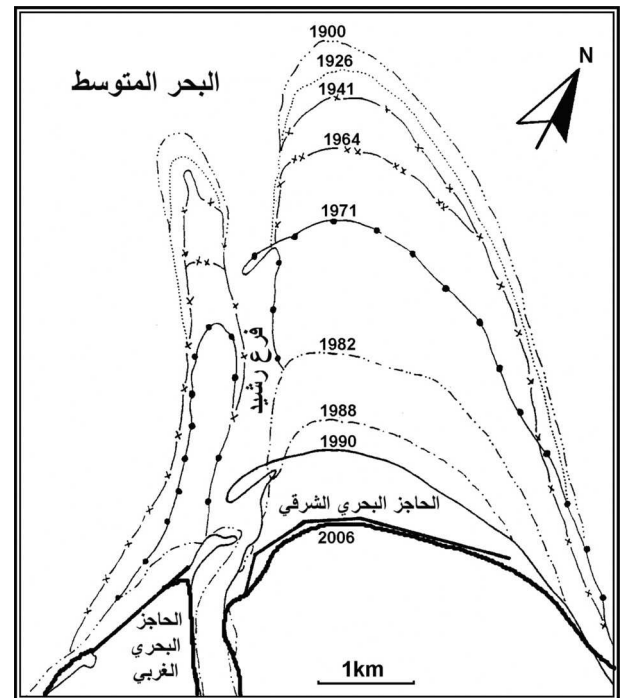 1900
البحر المتوسط
1926
N
1941
1964
1971
فرع رشيد
1982
1988
1990
الحاجز البحري الشرقي
2006
الحاجز
البحري
الغربي
1km